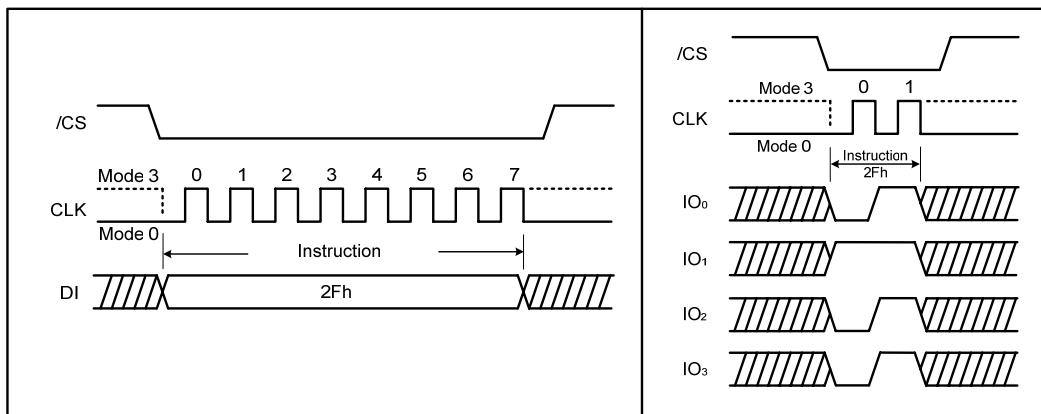 /CS
Mode 3 0 1 2 3 4 5 6 7
CLK
Mode 0
Instruction
DI 2Fh
/CS
Mode 3 0 1
CLK
Mode 0
Instruction
2Fh
IO₀
IO₁
IO₂
IO₃